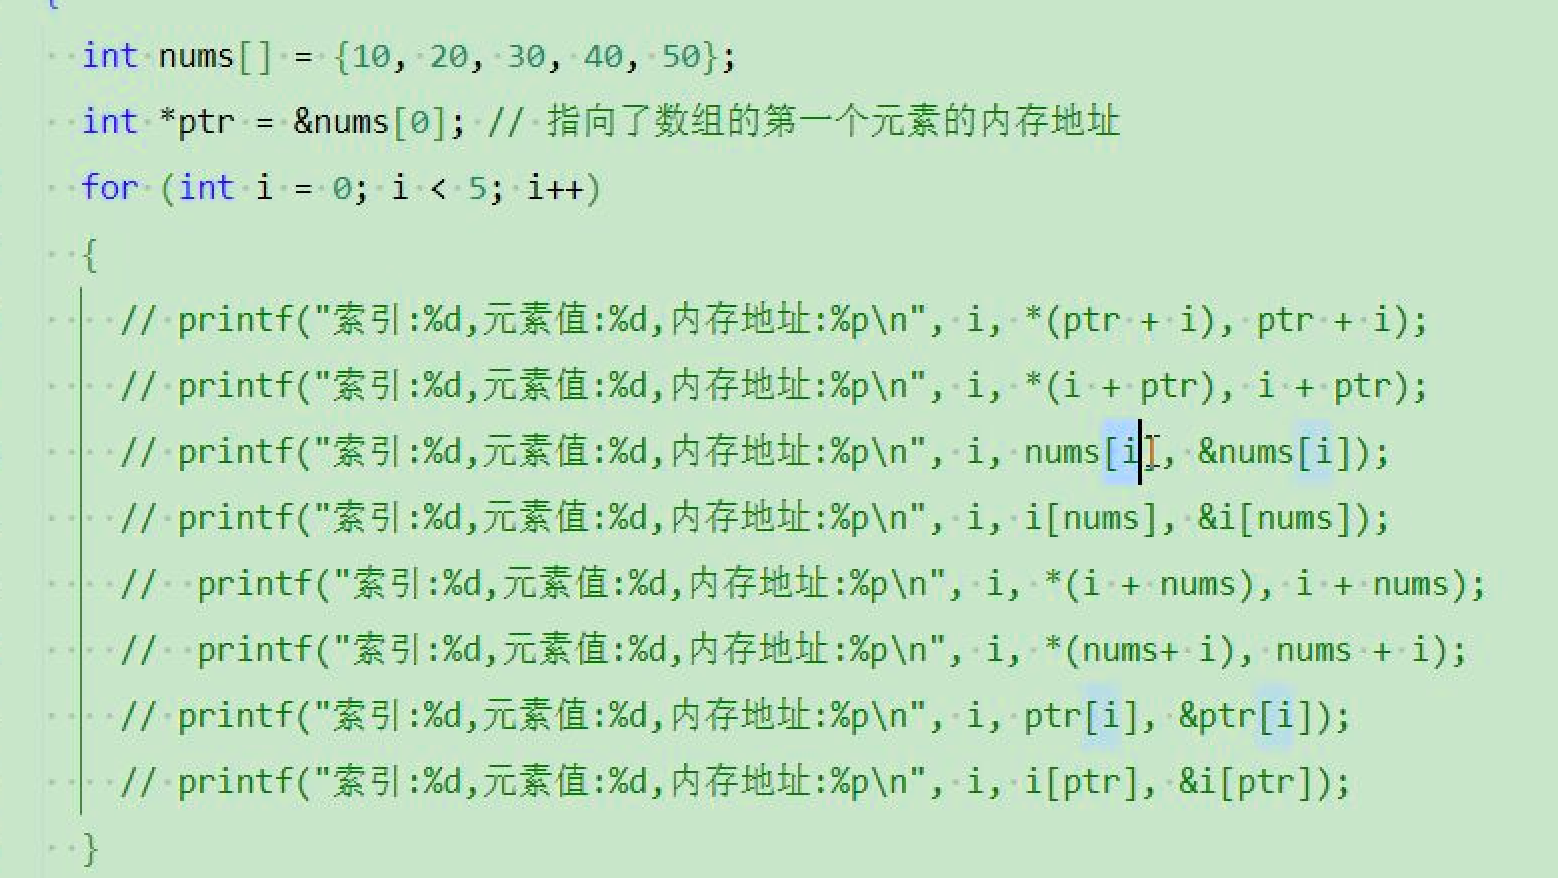 {
int nums[] = {10, 20, 30, 40, 50};
int *ptr = &nums[0]; // 指向了数组的第一个元素的内存地址
for (int i = 0; i < 5; i++)
{
// printf("索引:%d,元素值:%d,内存地址:%p\n", i, *(ptr + i), ptr + i);
// printf("索引:%d,元素值:%d,内存地址:%p\n", i, *(i + ptr), i + ptr);
// printf("索引:%d,元素值:%d,内存地址:%p\n", i, nums[i], &nums[i]);
// printf("索引:%d,元素值:%d,内存地址:%p\n", i, i[nums], &i[nums]);
//  printf("索引:%d,元素值:%d,内存地址:%p\n", i, *(i + nums), i + nums);
//  printf("索引:%d,元素值:%d,内存地址:%p\n", i, *(nums+ i), nums + i);
// printf("索引:%d,元素值:%d,内存地址:%p\n", i, ptr[i], &ptr[i]);
// printf("索引:%d,元素值:%d,内存地址:%p\n", i, i[ptr], &i[ptr]);
}